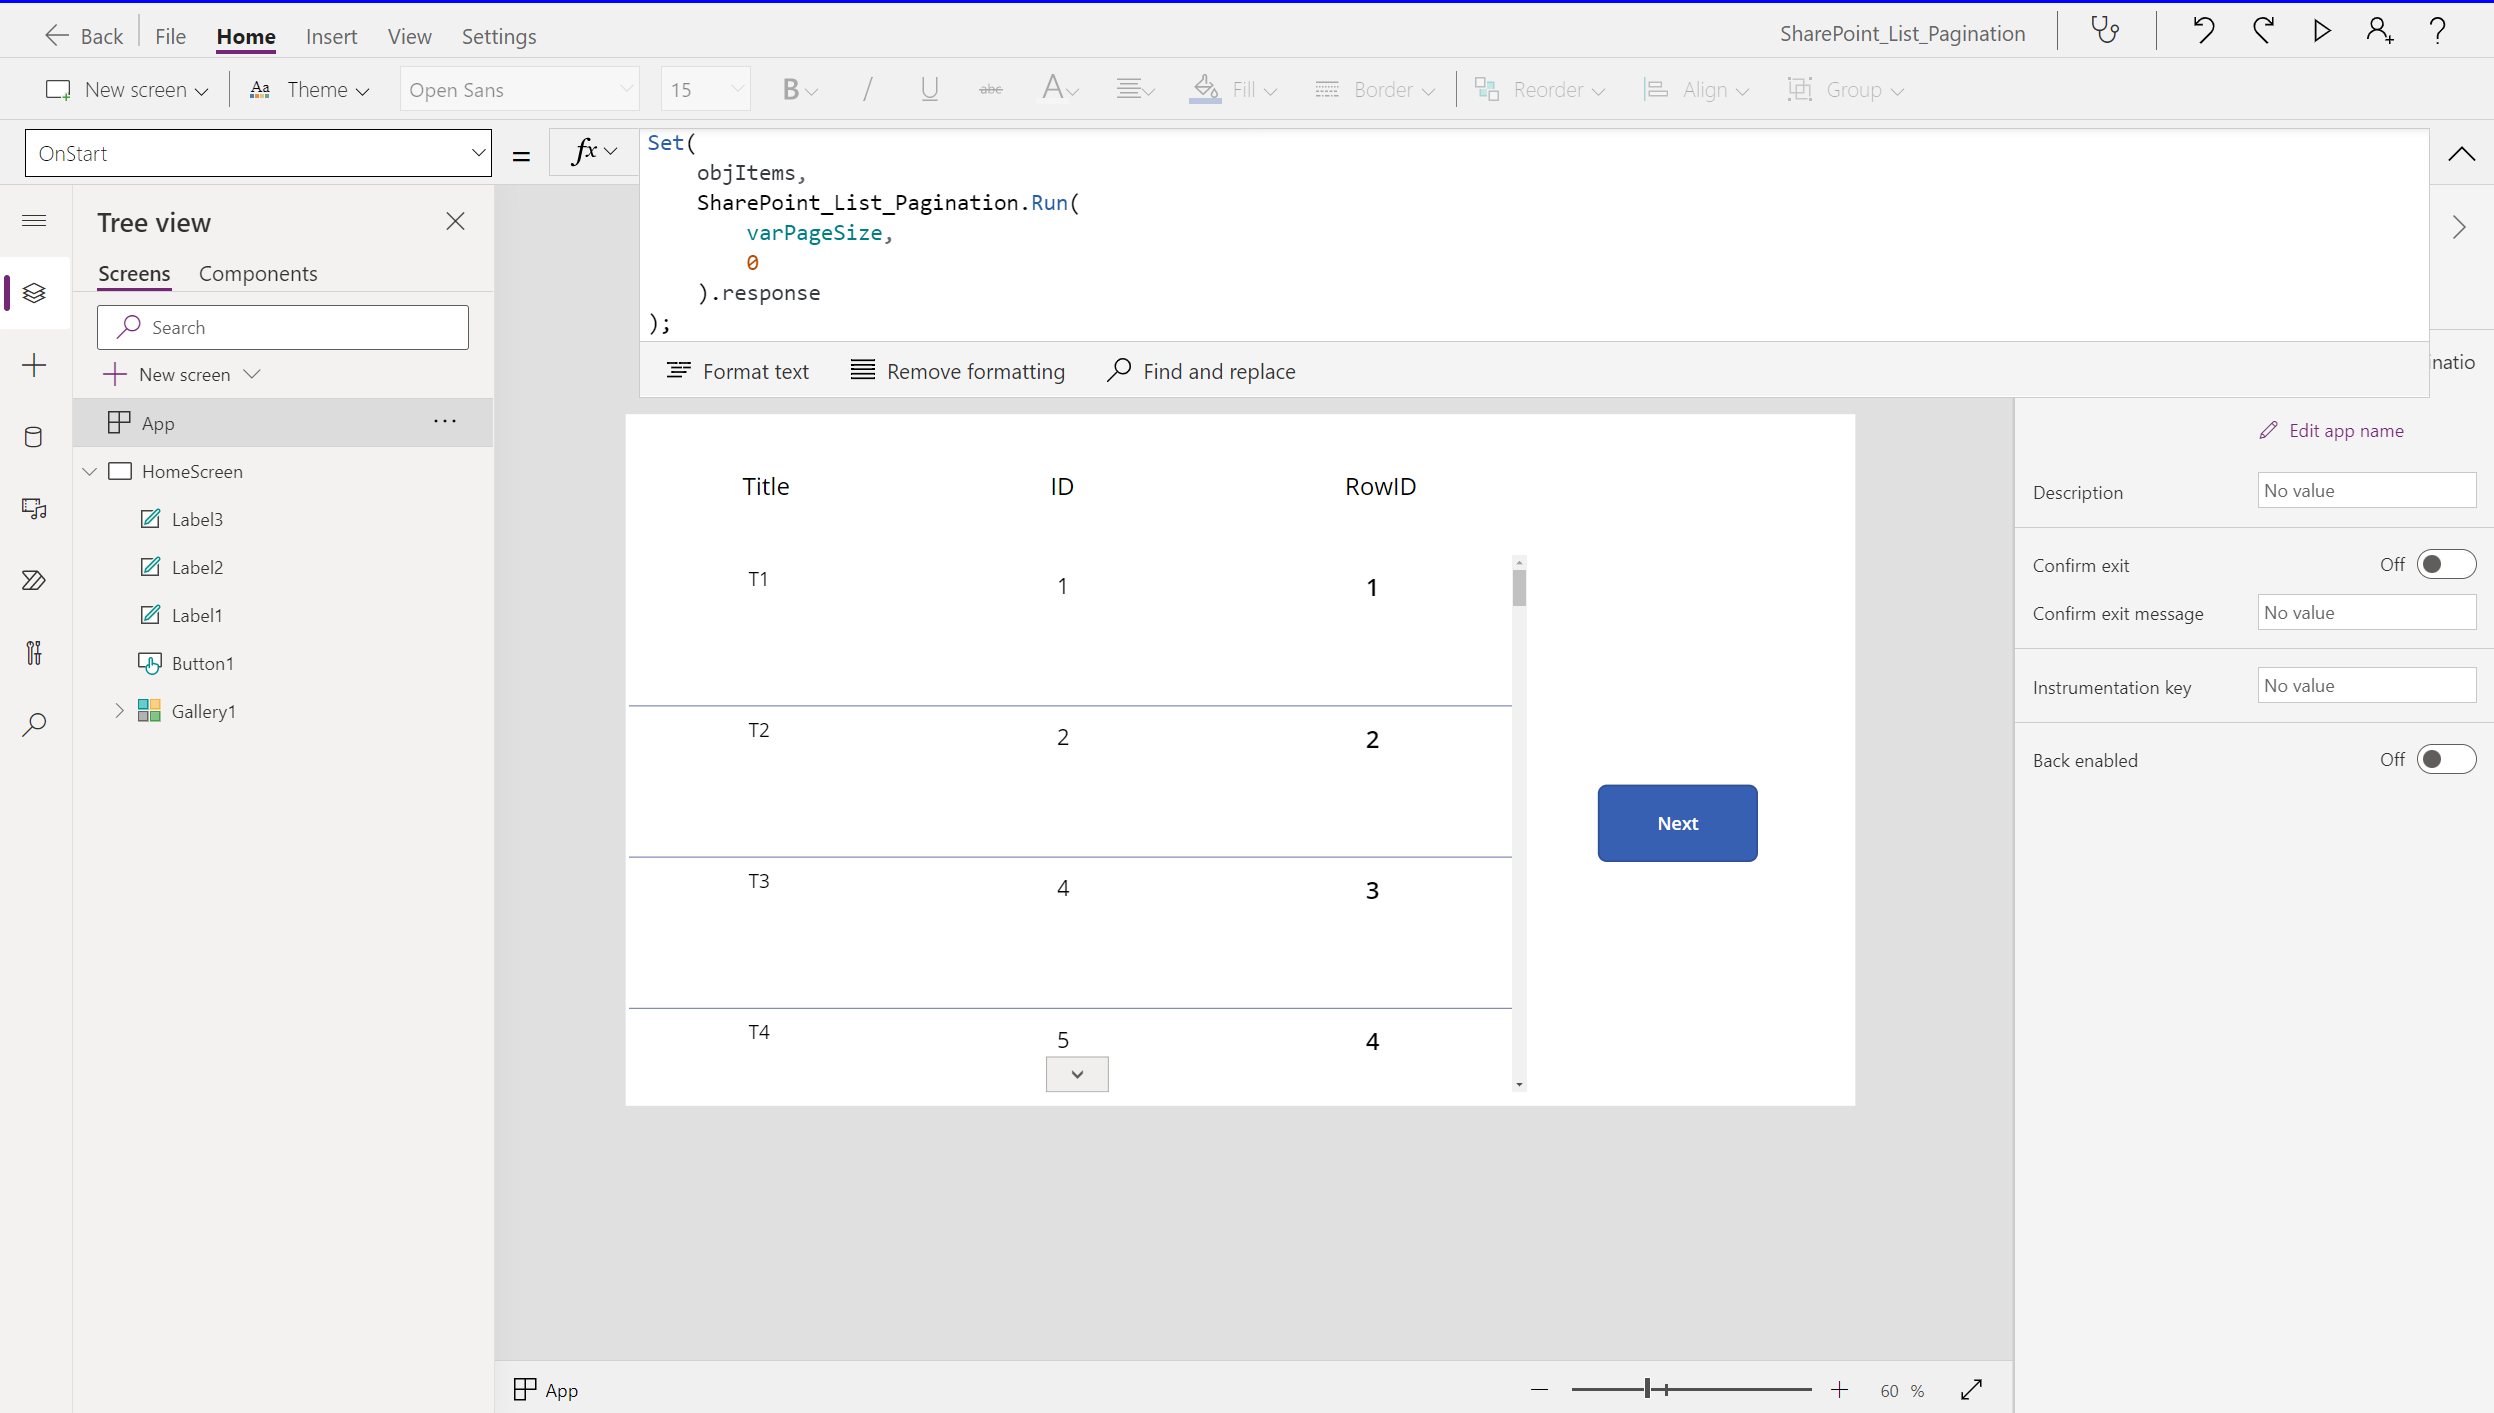 Back File Home Insert View Settings SharePoint_List_Pagination
New screen Aa Theme Open Sans 15 B / U abc A Fill Border Reorder Align Group
OnStart = fx
Set(
objItems,
SharePoint_List_Pagination.Run(
varPageSize,
0
).response
);
Format text Remove formatting Find and replace
Tree view
Screens Components
Search
New screen
App ...
HomeScreen
Label3
Label2
Label1
Button1
Gallery1
Title ID RowID
T1 1 1
T2 2 2
T3 4 3
T4 5 4
Next
natio
Edit app name
Description No value
Confirm exit Off
Confirm exit message No value
Instrumentation key No value
Back enabled Off
App 60 %